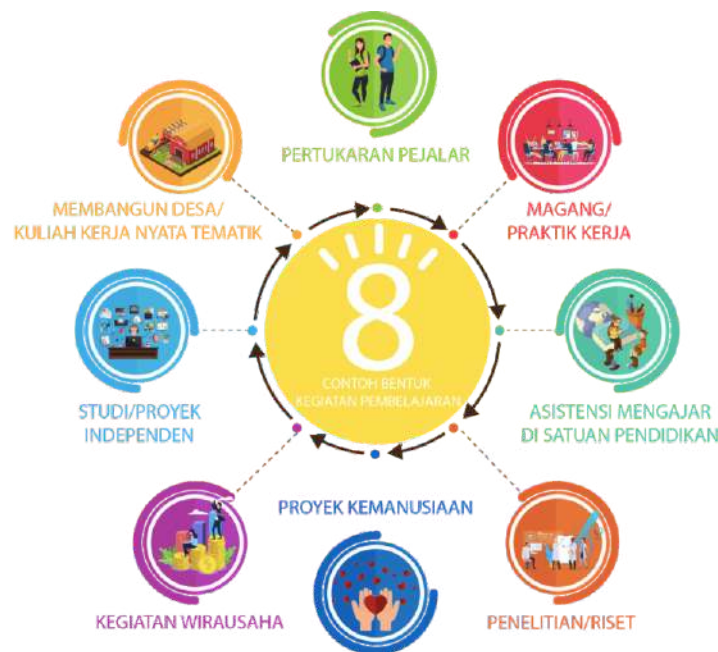 PERTUKARAN PEJALAR
MAGANG/
PRAKTIK KERJA
ASISTENSI MENGAJAR
DI SATUAN PENDIDIKAN
PENELITIAN/RISET
PROYEK KEMANUSIAAN
KEGIATAN WIRAUSAHA
STUDI/PROYEK
INDEPENDEN
MEMBANGUN DESA/
KULIAH KERJA NYATA TEMATIK
8
CONTOH BENTUK
KEGIATAN PEMBELAJARAN